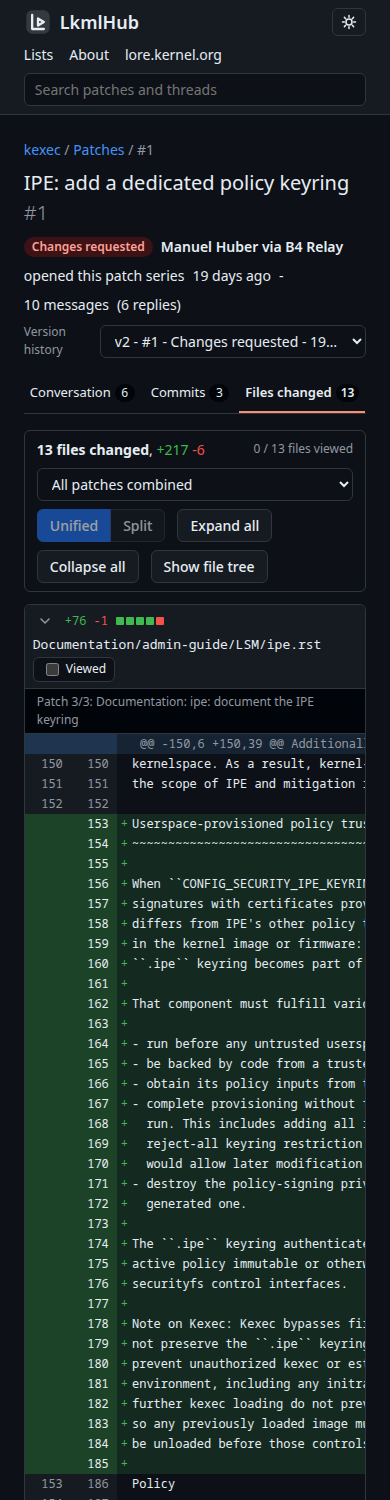 LkmlHub
Lists About lore.kernel.org
Search patches and threads
kexec / Patches / #1
IPE: add a dedicated policy keyring
#1
Changes requested Manuel Huber via B4 Relay
opened this patch series 19 days ago -
10 messages (6 replies)
Version
history
v2 - #1 - Changes requested - 19...
Conversation 6 Commits 3 Files changed 13
13 files changed, +217 -6 0 / 13 files viewed
All patches combined
Unified Split Expand all
Collapse all Show file tree
+76 -1
Documentation/admin-guide/LSM/ipe.rst
Viewed
Patch 3/3: Documentation: ipe: document the IPE
keyring
@@ -150,6 +150,39 @@ Additional
150 150 kernelspace. As a result, kernel-
151 151 the scope of IPE and mitigation
152 152
153 + Userspace-provisioned policy trus
154 + ~~~~~~~~~~~~~~~~~~~~~~~~~~~~~~~~~
155 +
156 + When ``CONFIG_SECURITY_IPE_KEYRIN
157 + signatures with certificates prov
158 + differs from IPE's other policy
159 + in the kernel image or firmware:
160 + ``.ipe`` keyring becomes part of
161 +
162 + That component must fulfill vario
163 +
164 + - run before any untrusted usersp
165 + - be backed by code from a truste
166 + - obtain its policy inputs from
167 + - complete provisioning without
168 + run. This includes adding all
169 + reject-all keyring restriction
170 + would allow later modification
171 + - destroy the policy-signing priv
172 + generated one.
173 +
174 + The ``.ipe`` keyring authenticate
175 + active policy immutable or otherw
176 + securityfs control interfaces.
177 +
178 + Note on Kexec: Kexec bypasses fi
179 + not preserve the ``.ipe`` keyring
180 + prevent unauthorized kexec or es
181 + environment, including any initra
182 + further kexec loading do not prev
183 + so any previously loaded image mu
184 + be unloaded before those controls
185 +
153 186 Policy